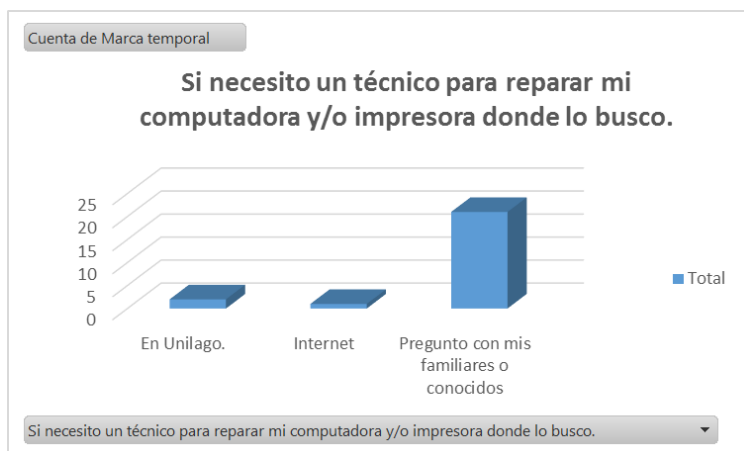 Cuenta de Marca temporal
Si necesito un técnico para reparar mi
computadora y/o impresora donde lo busco.
25
20
15
10
5
0
En Unilago.
Internet
Pregunto con mis
familiares o
conocidos
Total
Si necesito un técnico para reparar mi computadora y/o impresora donde lo busco.